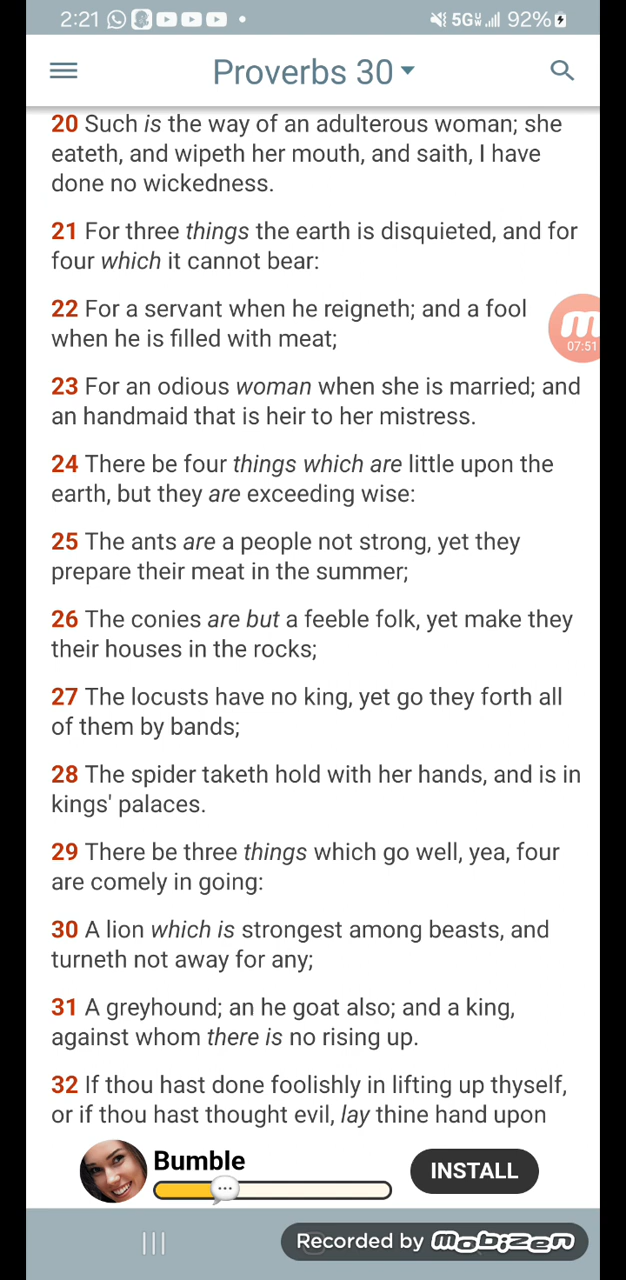 2:21 5G 92%
Proverbs 30
20 Such is the way of an adulterous woman; she
eateth, and wipeth her mouth, and saith, I have
done no wickedness.
21 For three things the earth is disquieted, and for
four which it cannot bear:
22 For a servant when he reigneth; and a fool
when he is filled with meat;
m
07:51
23 For an odious woman when she is married; and
an handmaid that is heir to her mistress.
24 There be four things which are little upon the
earth, but they are exceeding wise:
25 The ants are a people not strong, yet they
prepare their meat in the summer;
26 The conies are but a feeble folk, yet make they
their houses in the rocks;
27 The locusts have no king, yet go they forth all
of them by bands;
28 The spider taketh hold with her hands, and is in
kings' palaces.
29 There be three things which go well, yea, four
are comely in going:
30 A lion which is strongest among beasts, and
turneth not away for any;
31 A greyhound; an he goat also; and a king,
against whom there is no rising up.
32 If thou hast done foolishly in lifting up thyself,
or if thou hast thought evil, lay thine hand upon
Bumble
INSTALL
Recorded by mobizen